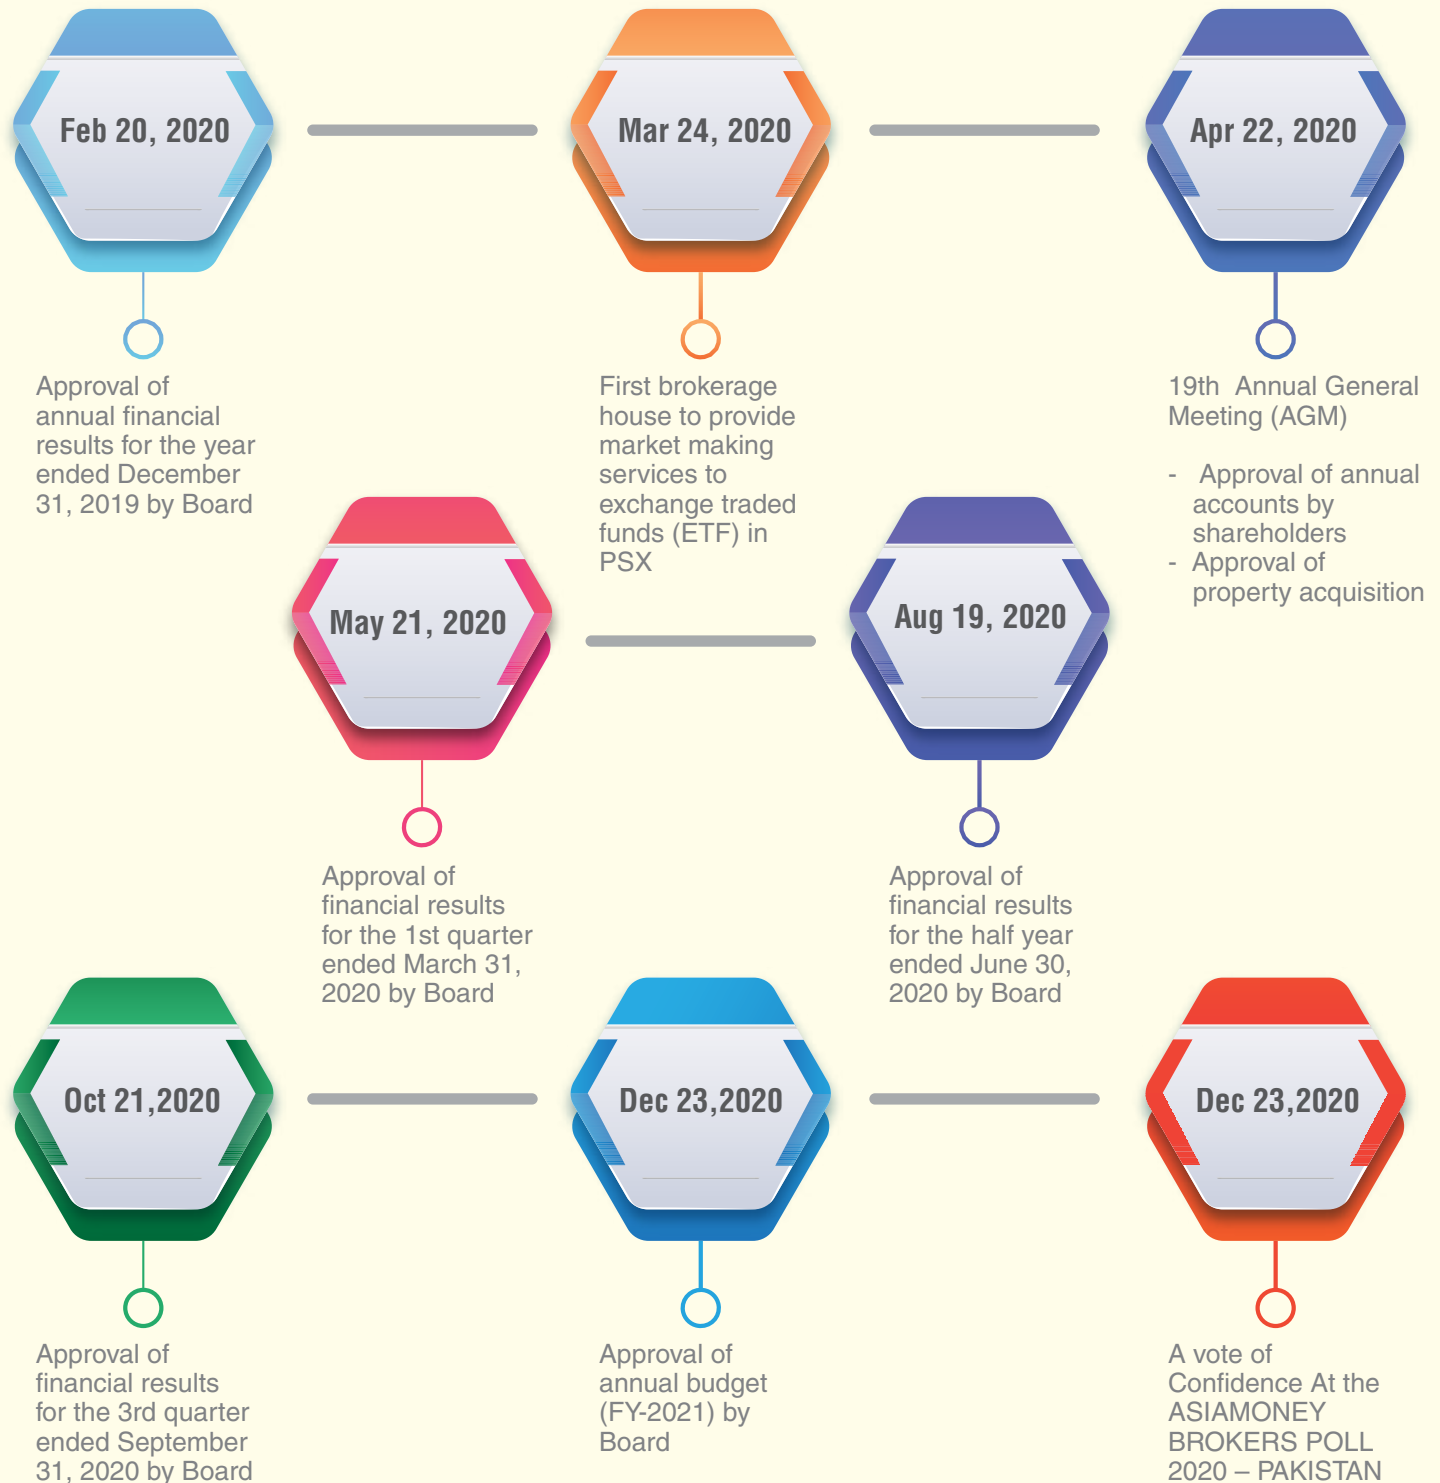 Feb 20, 2020
Approval of
annual financial
results for the year
ended December
31, 2019 by Board
Mar 24, 2020
First brokerage
house to provide
market making
services to
exchange traded
funds (ETF) in
PSX
Apr 22, 2020
19th Annual General
Meeting (AGM)
- Approval of annual
accounts by
shareholders
- Approval of
property acquisition
May 21, 2020
Approval of
financial results
for the 1st quarter
ended March 31,
2020 by Board
Aug 19, 2020
Approval of
financial results
for the half year
ended June 30,
2020 by Board
Oct 21,2020
Approval of
financial results
for the 3rd quarter
ended September
31, 2020 by Board
Dec 23,2020
Approval of
annual budget
(FY-2021) by
Board
Dec 23,2020
A vote of
Confidence At the
ASIAMONEY
BROKERS POLL
2020 – PAKISTAN